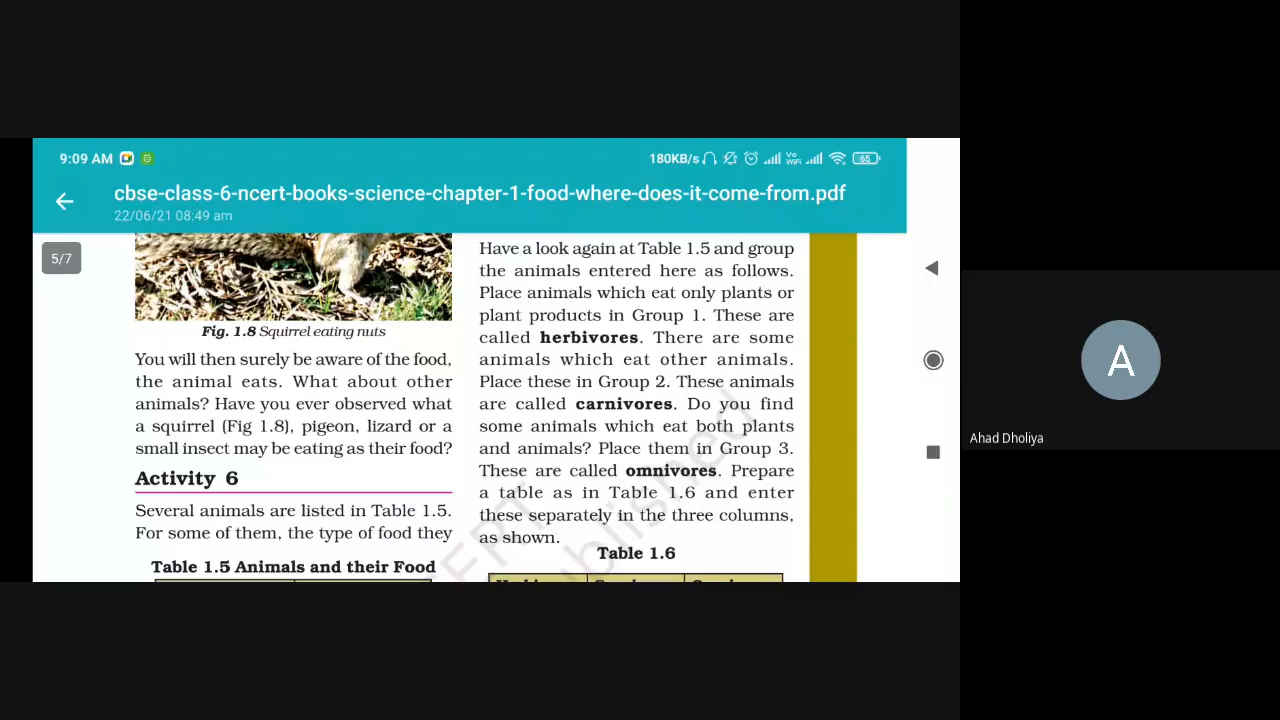 9:09 AM
180KB/s
Vo
WiFi
65
cbse-class-6-ncert-books-science-chapter-1-food-where-does-it-come-from.pdf
22/06/21 08:49 am
5/7
Fig. 1.8 Squirrel eating nuts
You will then surely be aware of the food,
the animal eats. What about other
animals? Have you ever observed what
a squirrel (Fig 1.8), pigeon, lizard or a
small insect may be eating as their food?
Activity 6
Several animals are listed in Table 1.5.
For some of them, the type of food they
Table 1.5 Animals and their Food
Have a look again at Table 1.5 and group
the animals entered here as follows.
Place animals which eat only plants or
plant products in Group 1. These are
called herbivores. There are some
animals which eat other animals.
Place these in Group 2. These animals
are called carnivores. Do you find
some animals which eat both plants
and animals? Place them in Group 3.
These are called omnivores. Prepare
a table as in Table 1.6 and enter
these separately in the three columns,
as shown.
Table 1.6
A
Ahad Dholiya